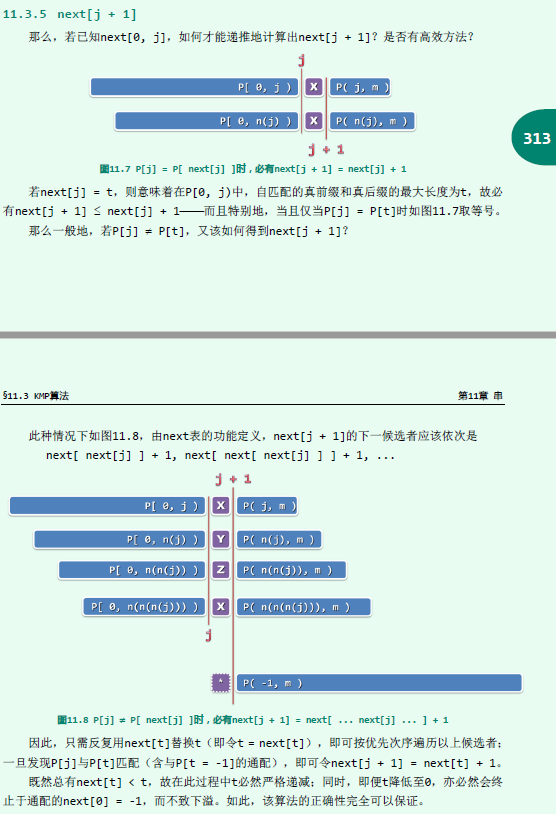 11.3.5 next[j + 1]
那么，若已知next[0, j]，如何才能递推地计算出next[j + 1]？是否有高效方法？
j
P[ 0, j )
X
P( j, m )
P[ 0, n(j) )
X
P( n(j), m )
j + 1
313
图11.7 P[j] = P[ next[j] ]时，必有next[j + 1] = next[j] + 1
若next[j] = t，则意味着在P[0, j)中，自匹配的真前缀和真后缀的最大长度为t，故必
有next[j + 1] ≤ next[j] + 1——而且特别地，当且仅当P[j] = P[t]时如图11.7取等号。
那么一般地，若P[j] ≠ P[t]，又该如何得到next[j + 1]？
§11.3 KMP算法
第11章 串
此种情况下如图11.8，由next表的功能定义，next[j + 1]的下一候选者应该依次是
next[ next[j] ] + 1, next[ next[ next[j] ] ] + 1, ...
j + 1
P[ 0, j )
X
P( j, m )
P[ 0, n(j) )
Y
P( n(j), m )
P[ 0, n(n(j)) )
Z
P( n(n(j)), m )
P[ 0, n(n(n(j))) )
X
P( n(n(n(j))), m )
j
*
P( -1, m )
图11.8 P[j] ≠ P[ next[j] ]时，必有next[j + 1] = next[ ... next[j] ... ] + 1
因此，只需反复用next[t]替换t（即令t = next[t]），即可按优先次序遍历以上候选者；
一旦发现P[j]与P[t]匹配（含与P[t = -1]的通配），即可令next[j + 1] = next[t] + 1。
既然总有next[t] < t，故在此过程中t必然严格递减；同时，即便t降低至0，亦必然会终
止于通配的next[0] = -1，而不致下溢。如此，该算法的正确性完全可以保证。